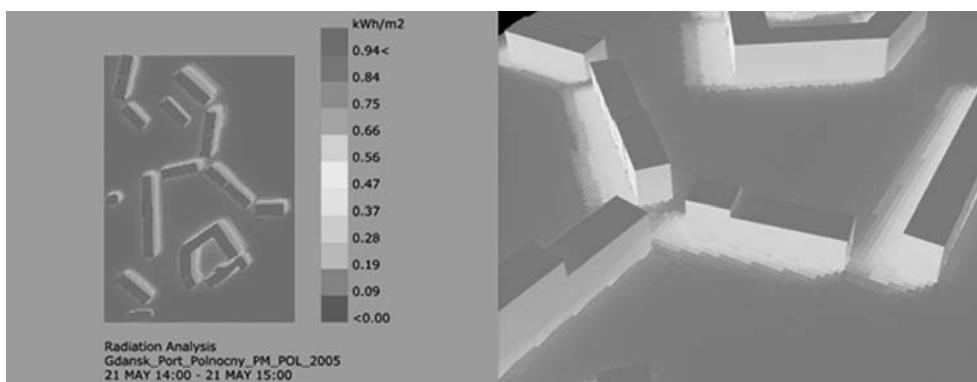 kWh/m2
0.94<
0.84
0.75
0.66
0.56
0.47
0.37
0.28
0.19
0.09
<0.00
Radiation Analysis
Gdansk_Port_Polnocny_PM_POL_2005
21 MAY 14:00 - 21 MAY 15:00